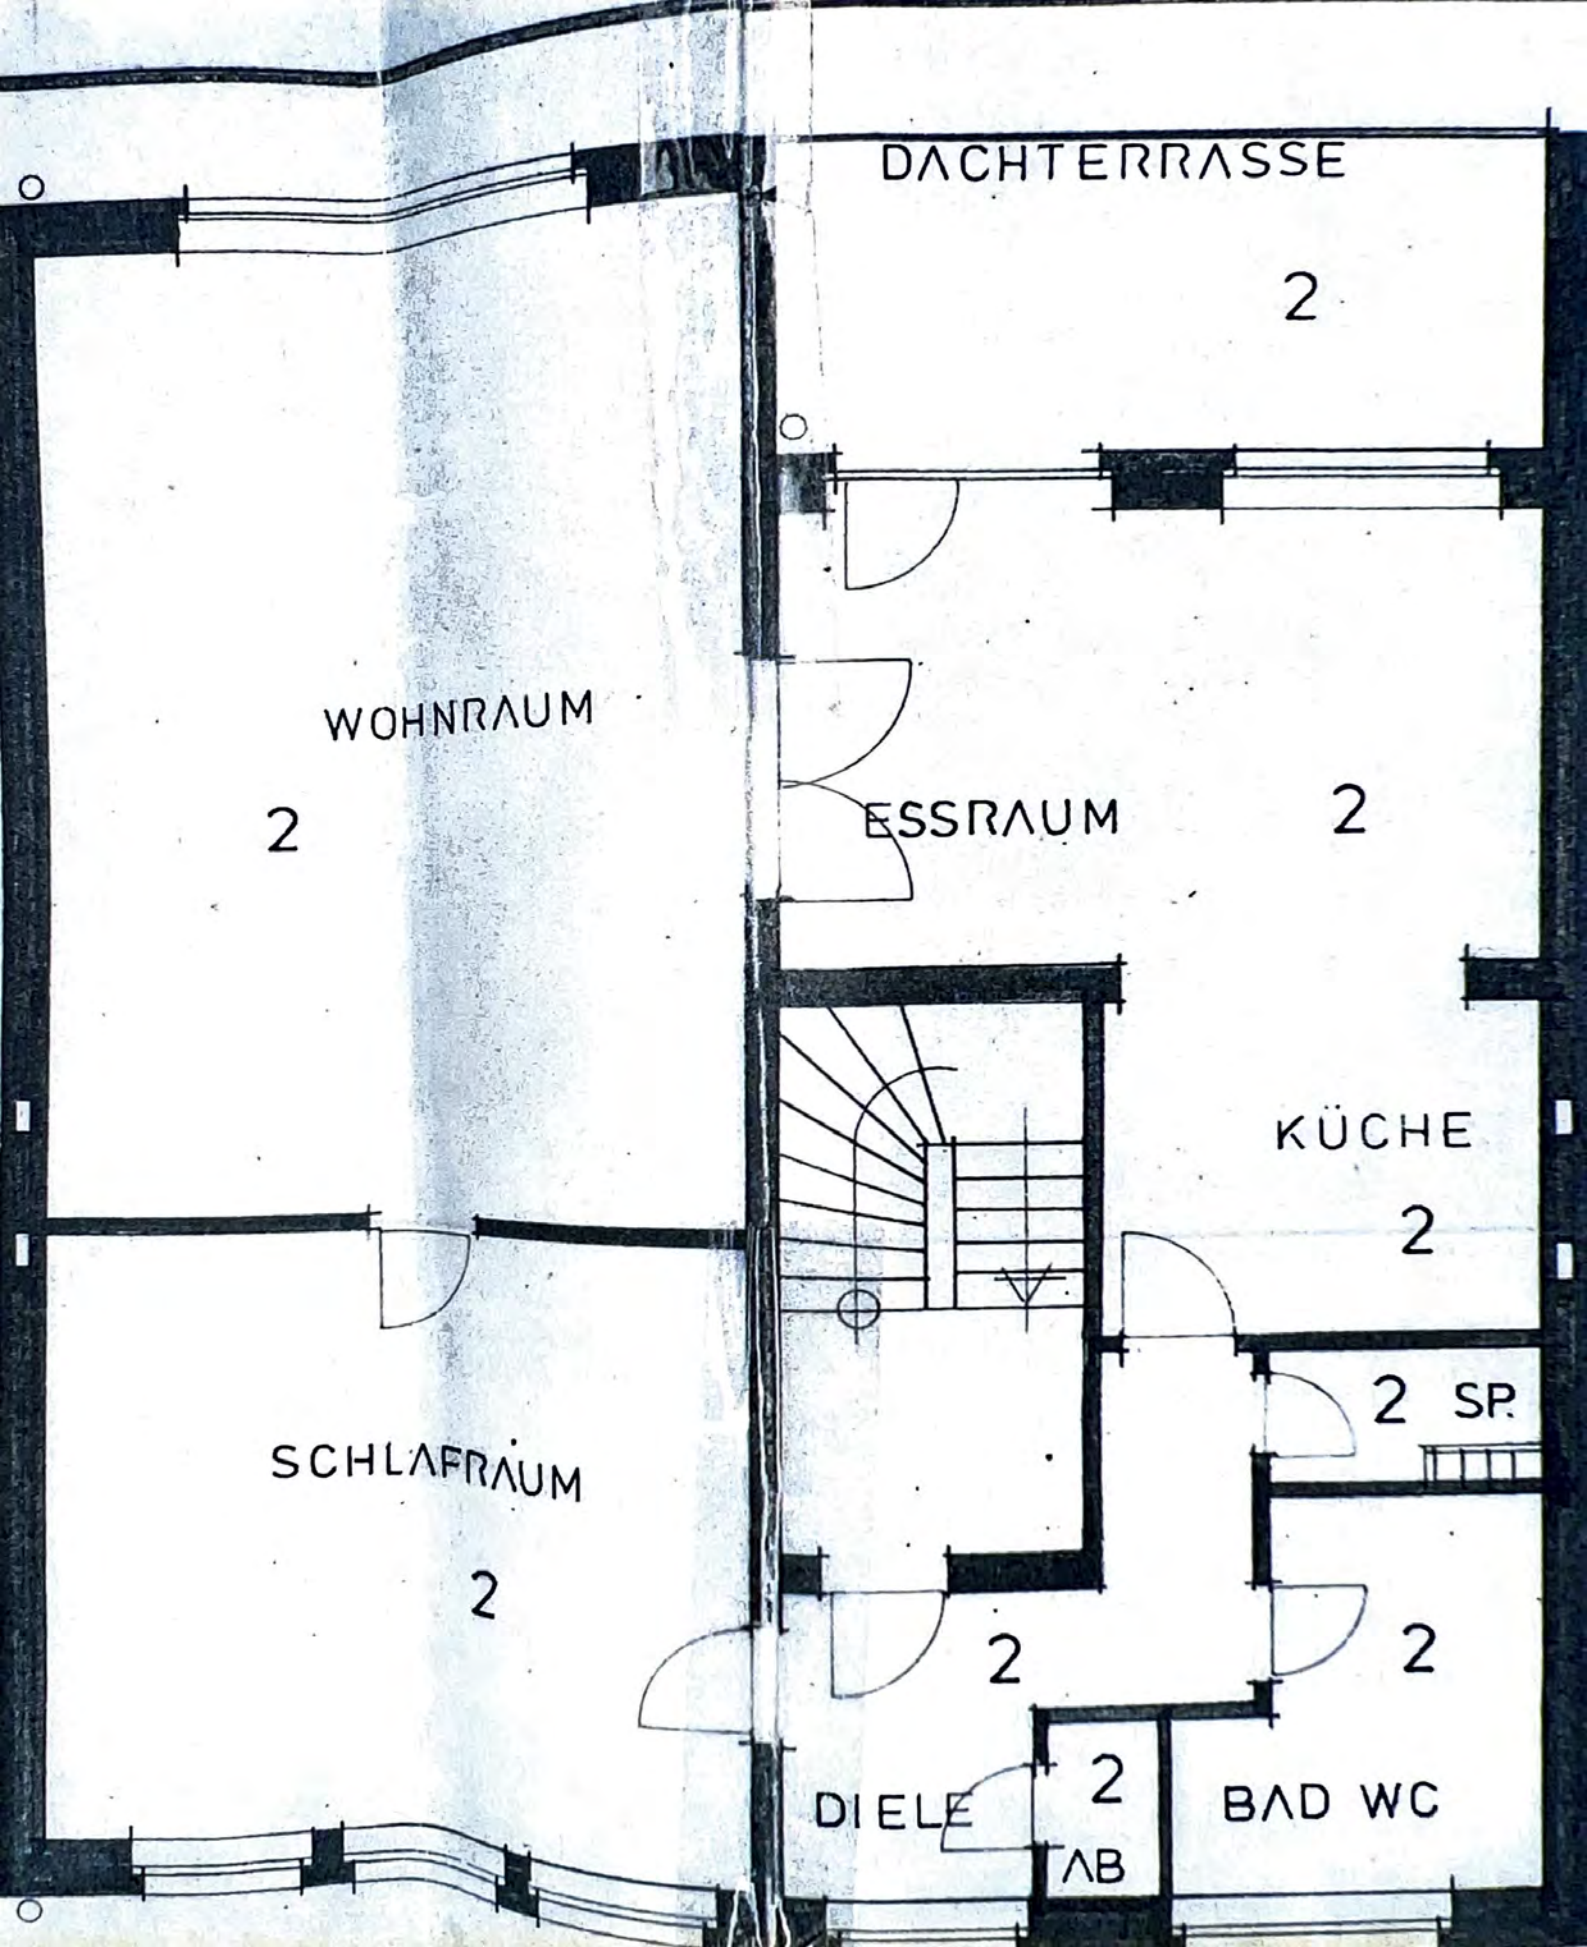 DACHTERRASSE
2
WOHNRAUM
2
ESSRAUM
2
KÜCHE
2
2 SP.
SCHLAFRAUM
2
2
2
DIELE
2
AB
BAD WC